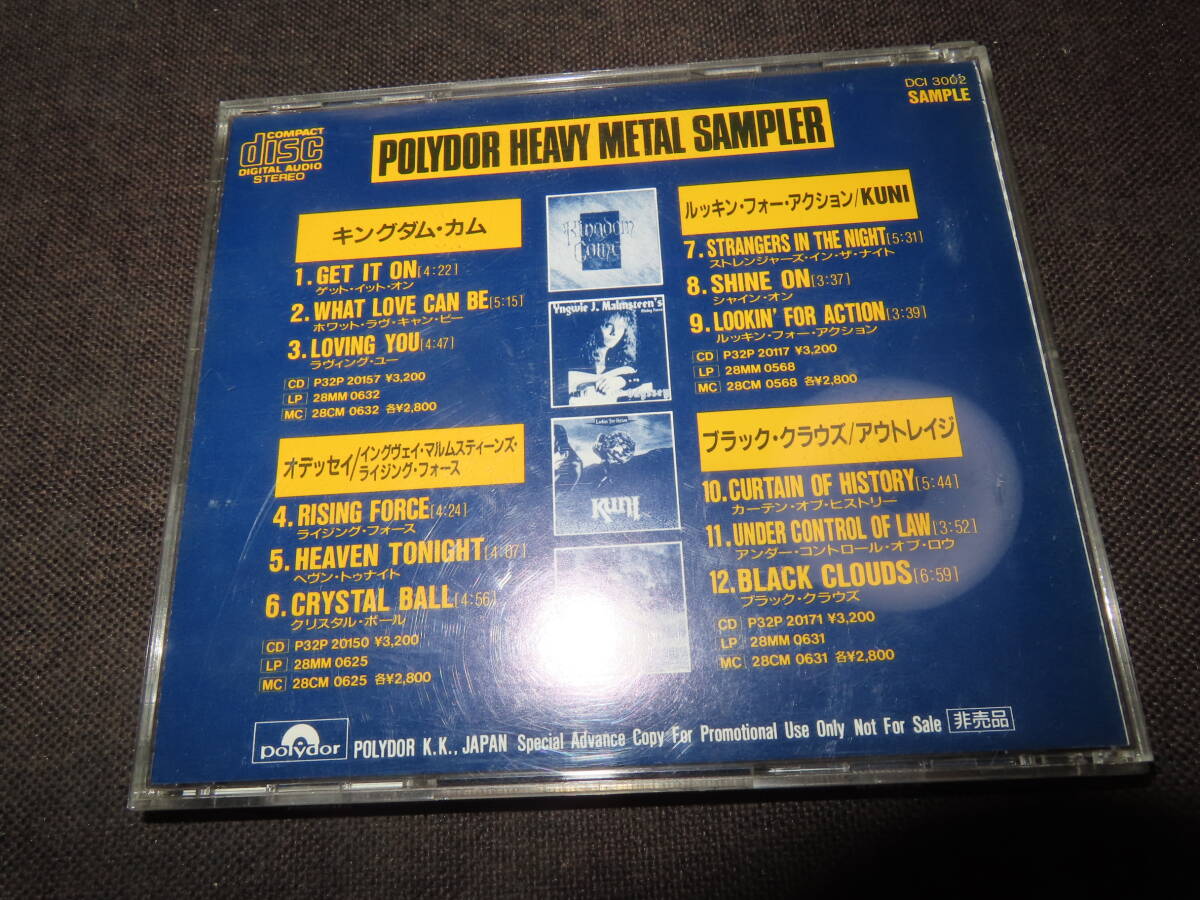 DCI 3002
SAMPLE
COMPACT
disc
DIGITAL AUDIO
STEREO
POLYDOR HEAVY METAL SAMPLER
キングダム・カム
1. GET IT ON [4:22]
ゲット・イット・オン
2. WHAT LOVE CAN BE [5:15]
ホワット・ラヴ・キャン・ビー
3. LOVING YOU [4:47]
ラヴィング・ユー
CD P32P 20157 ¥3,200
LP 28MM 0632
MC 28CM 0632 各¥2,800
オデッセイ/イングヴェイ・マルムスティーンズ・
ライジング・フォース
4. RISING FORCE [4:24]
ライジング・フォース
5. HEAVEN TONIGHT [4:07]
ヘヴン・トゥナイト
6. CRYSTAL BALL [4:56]
クリスタル・ボール
CD P32P 20150 ¥3,200
LP 28MM 0625
MC 28CM 0625 各¥2,800
Kingdom
Come
Yngwie J. Malmsteen's
Rising Force
Odyssey
Lookin' For Action
KUNI
ルッキン・フォー・アクション/KUNI
7. STRANGERS IN THE NIGHT [5:31]
ストレンジャーズ・イン・ザ・ナイト
8. SHINE ON [3:37]
シャイン・オン
9. LOOKIN' FOR ACTION [3:39]
ルッキン・フォー・アクション
CD P32P 20117 ¥3,200
LP 28MM 0568
MC 28CM 0568 各¥2,800
ブラック・クラウズ/アウトレイジ
10. CURTAIN OF HISTORY [5:44]
カーテン・オブ・ヒストリー
11. UNDER CONTROL OF LAW [3:52]
アンダー・コントロール・オブ・ロウ
12. BLACK CLOUDS [6:59]
ブラック・クラウズ
CD P32P 20171 ¥3,200
LP 28MM 0631
MC 28CM 0631 各¥2,800
polydor
POLYDOR K.K., JAPAN Special Advance Copy For Promotional Use Only Not For Sale 非売品